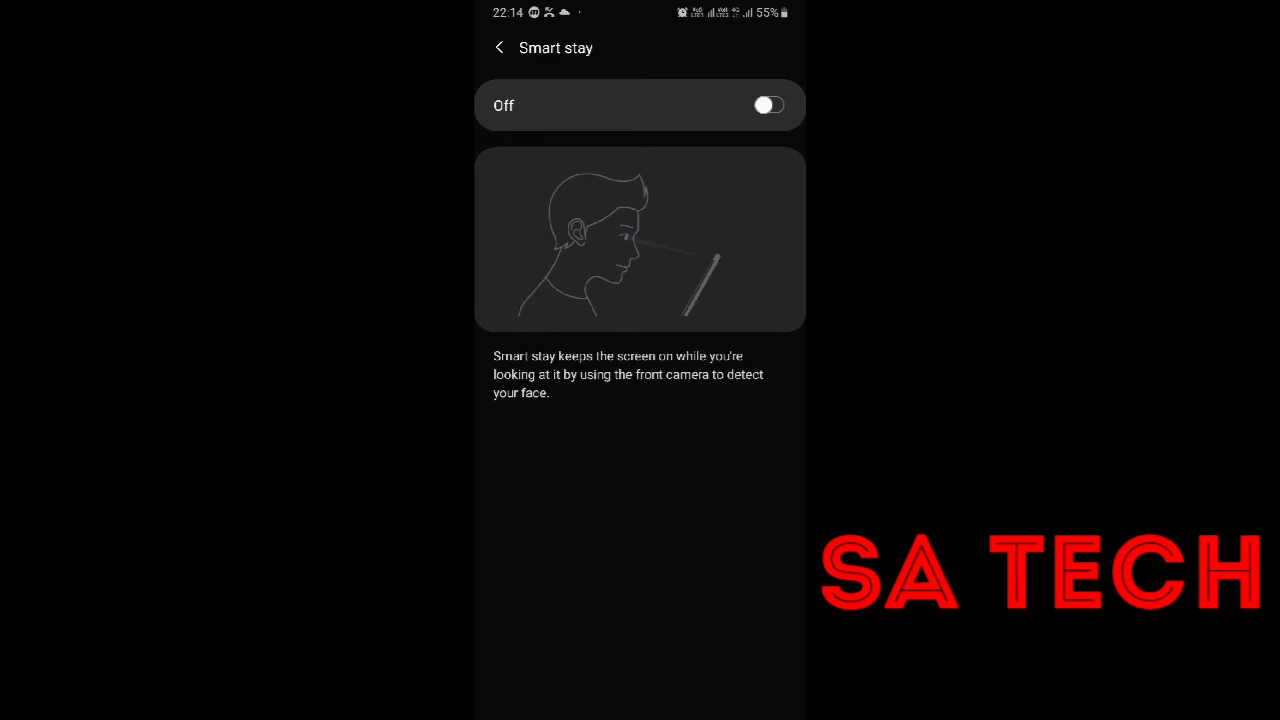 22:14 55%
Smart stay
Off
Smart stay keeps the screen on while you're
looking at it by using the front camera to detect
your face.
SA TECH